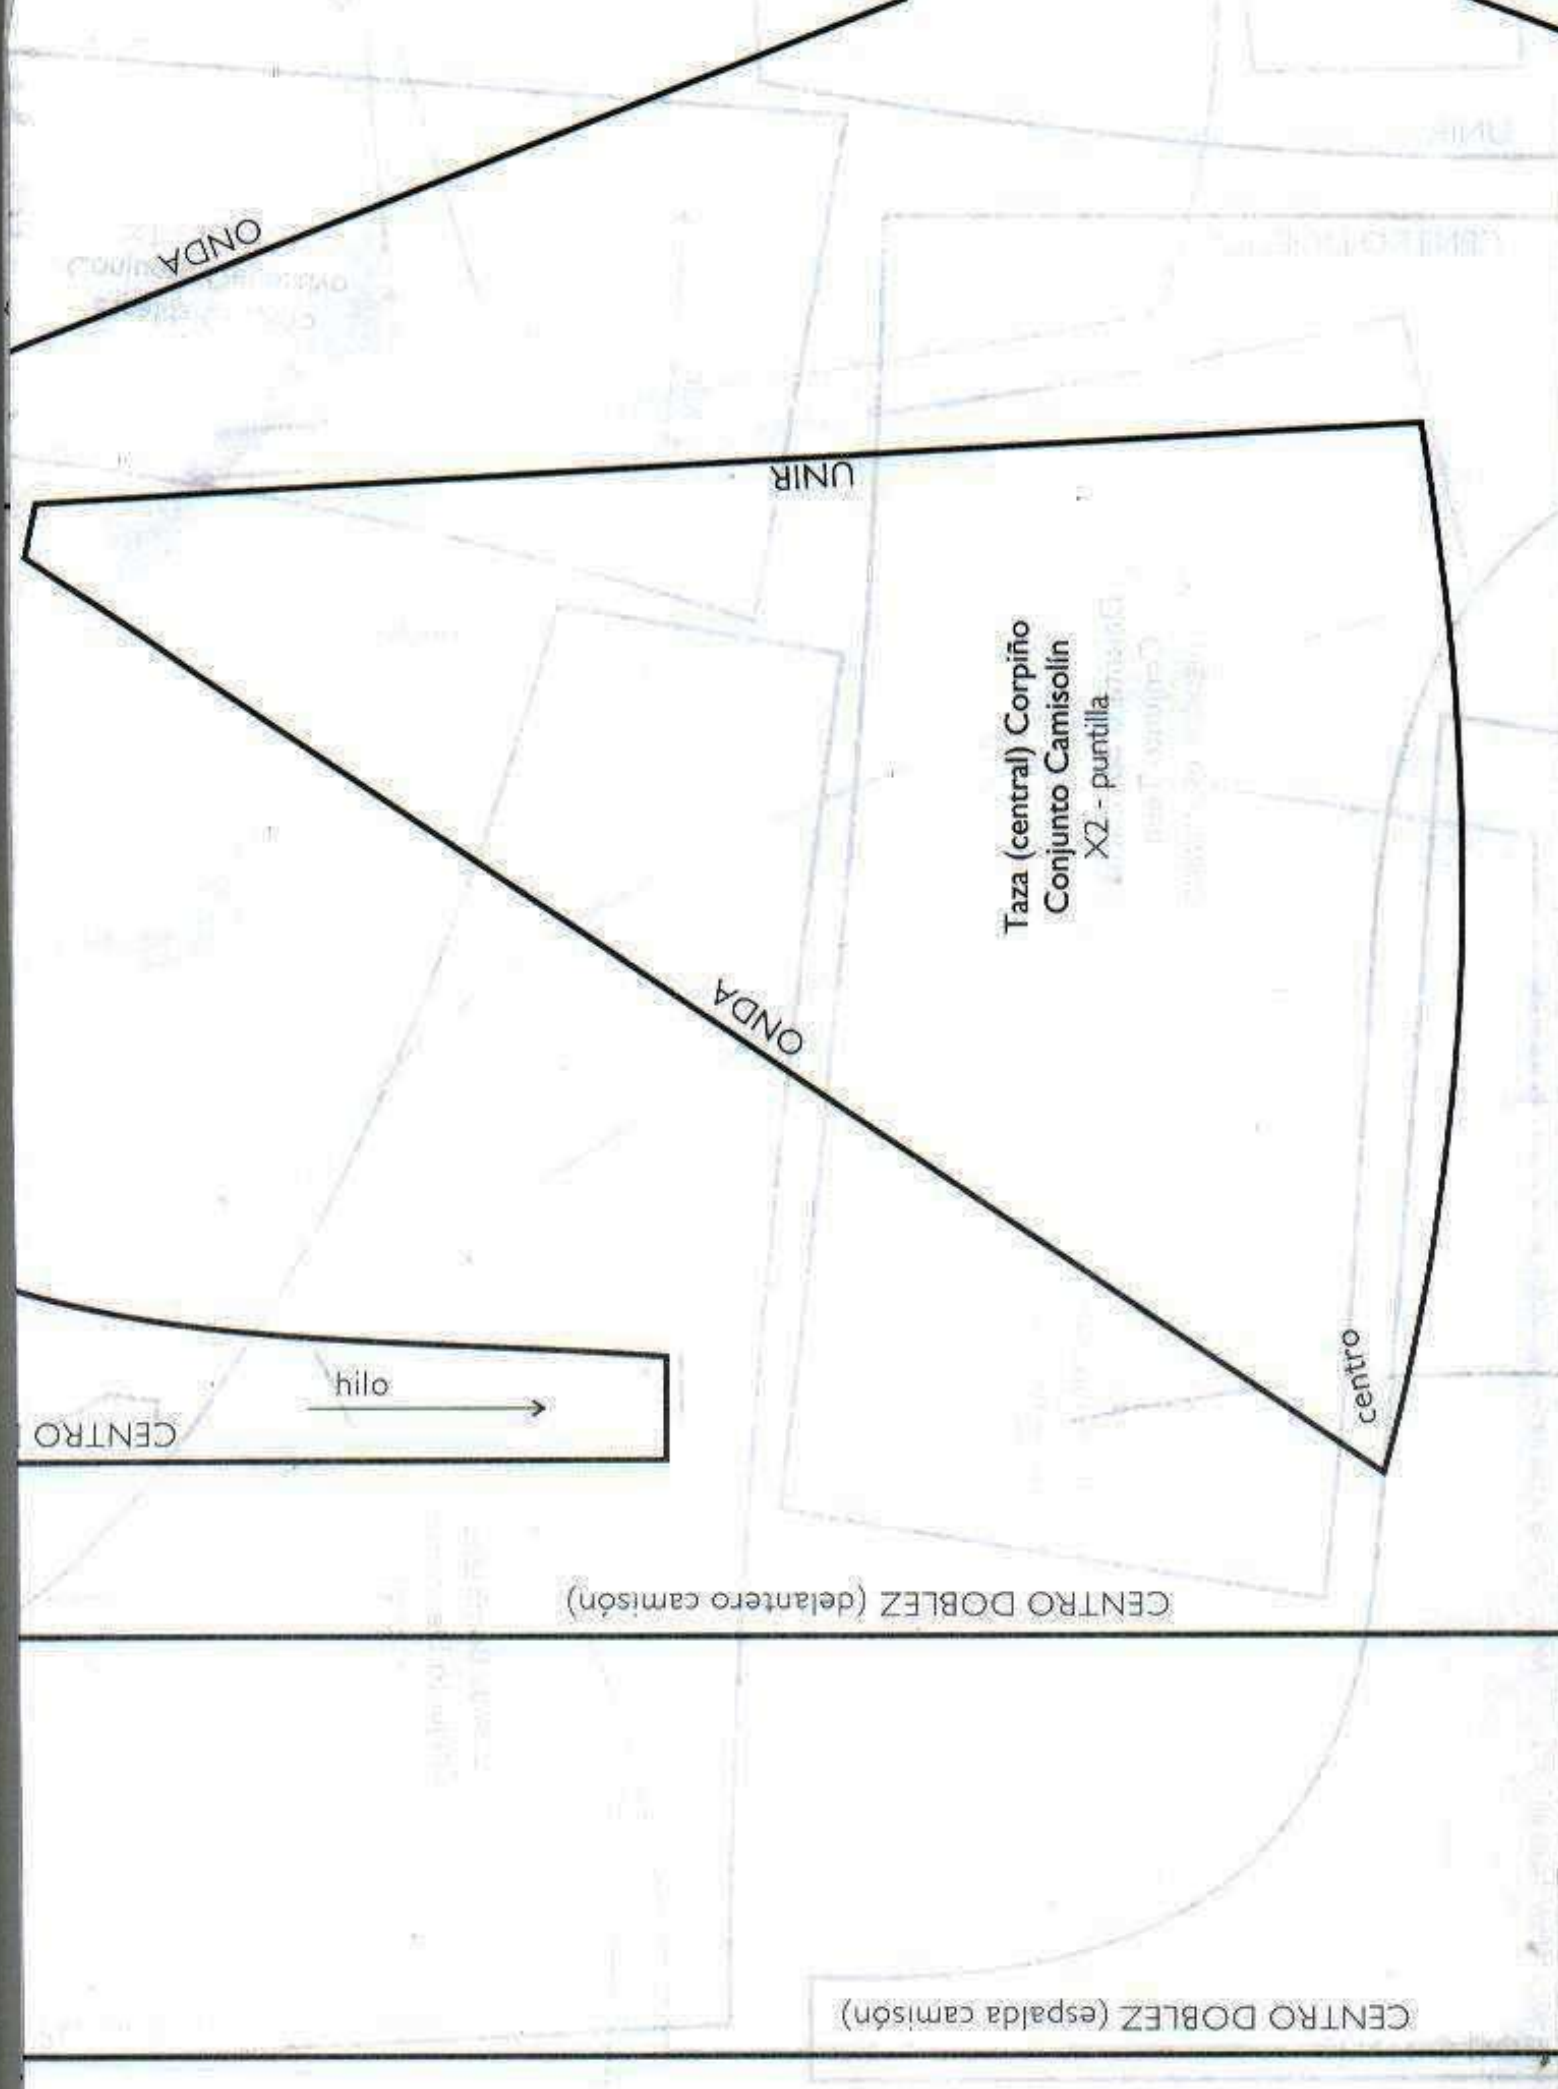 ONDA
UNIR
Taza (central) Corpiño
Conjunto Camisolín
X2 - puntilla
ONDA
centro
hilo
CENTRO
CENTRO DOBLEZ (delantero camisón)
CENTRO DOBLEZ (espalda camisón)